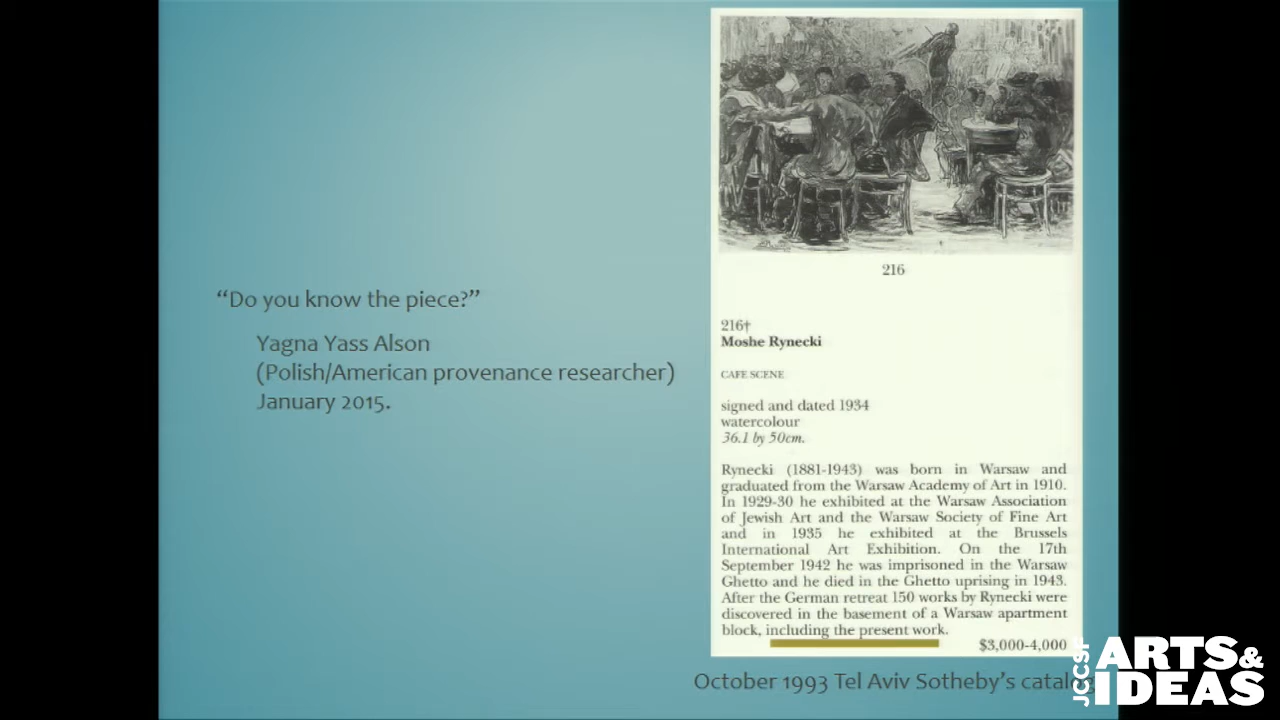 “Do you know the piece?”
Yagna Yass Alson
(Polish/American provenance researcher)
January 2015.
216
216†
Moshe Rynecki
CAFE SCENE
signed and dated 1934
watercolour
36.1 by 50cm.
Rynecki (1881-1943) was born in Warsaw and
graduated from the Warsaw Academy of Art in 1910.
In 1929-30 he exhibited at the Warsaw Association
of Jewish Art and the Warsaw Society of Fine Art
and in 1935 he exhibited at the Brussels
International Art Exhibition. On the 17th
September 1942 he was imprisoned in the Warsaw
Ghetto and he died in the Ghetto uprising in 1943.
After the German retreat 150 works by Rynecki were
discovered in the basement of a Warsaw apartment
block, including the present work.
$3,000-4,000
October 1993 Tel Aviv Sotheby’s catalog
JCCSF
ARTS&
IDEAS